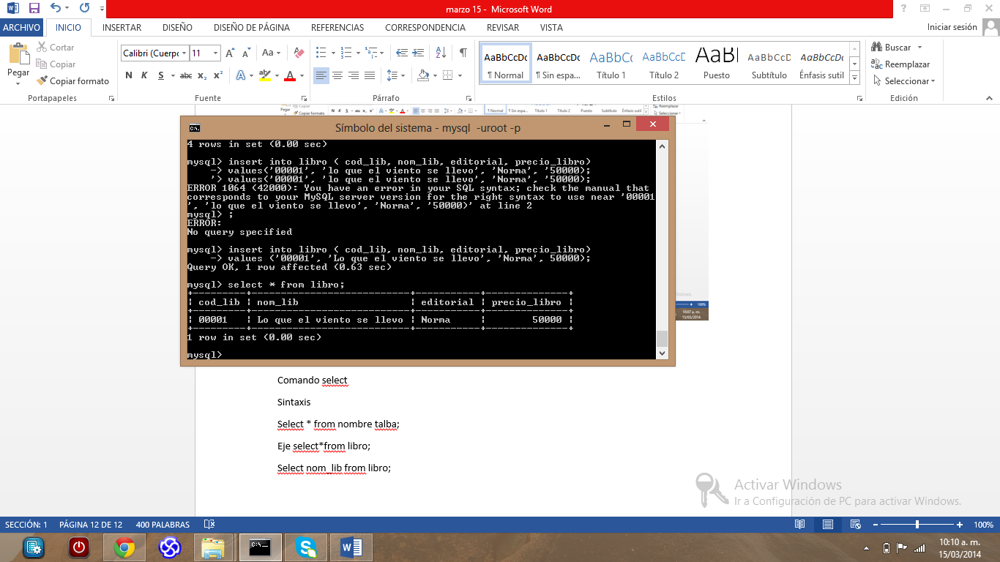 marzo 15 - Microsoft Word
ARCHIVO INICIO INSERTAR DISEÑO DISEÑO DE PÁGINA REFERENCIAS CORRESPONDENCIA REVISAR VISTA Iniciar sesión
Pegar
Cortar
Copiar
Copiar formato
Portapapeles
Calibri (Cuerpo 11
Aa
N K S abc x₂ x²
Fuente
Párrafo
AaBbCcDc AaBbCcDc AaBbCc AaBbCcD AaBl AaBbCcD AaBbCcDc
¶ Normal ¶ Sin espa... Título 1 Título 2 Puesto Subtítulo Énfasis sutil
Estilos
Buscar
Reemplazar
Seleccionar
Edición
Símbolo del sistema - mysql -uroot -p
4 rows in set (0.00 sec)
mysql> insert into libro ( cod_lib, nom_lib, editorial, precio_libro)
-> values('00001', 'lo que el viento se llevo', 'Norma', '50000);
'> values('00001', 'lo que el viento se llevo', 'Norma', '50000);
ERROR 1064 (42000): You have an error in your SQL syntax; check the manual that
corresponds to your MySQL server version for the right syntax to use near '00001
', 'lo que el viento se llevo', 'Norma', '50000)' at line 2
mysql> ;
ERROR:
No query specified
mysql> insert into libro ( cod_lib, nom_lib, editorial, precio_libro)
-> values ('00001', 'Lo que el viento se llevo', 'Norma', 50000);
Query OK, 1 row affected (0.63 sec)
mysql> select * from libro;
+---------+---------------------------+-----------+--------------+
| cod_lib | nom_lib | editorial | precio_libro |
+---------+---------------------------+-----------+--------------+
| 00001 | Lo que el viento se llevo | Norma | 50000 |
+---------+---------------------------+-----------+--------------+
1 row in set (0.00 sec)
mysql>
100%
10:07 a. m.
15/03/2014
Comando select
Sintaxis
Select * from nombre talba;
Eje select*from libro;
Select nom_lib from libro;
Activar Windows
Ir a Configuración de PC para activar Windows.
SECCIÓN: 1 PÁGINA 12 DE 12 400 PALABRAS 100%
10:10 a. m.
15/03/2014